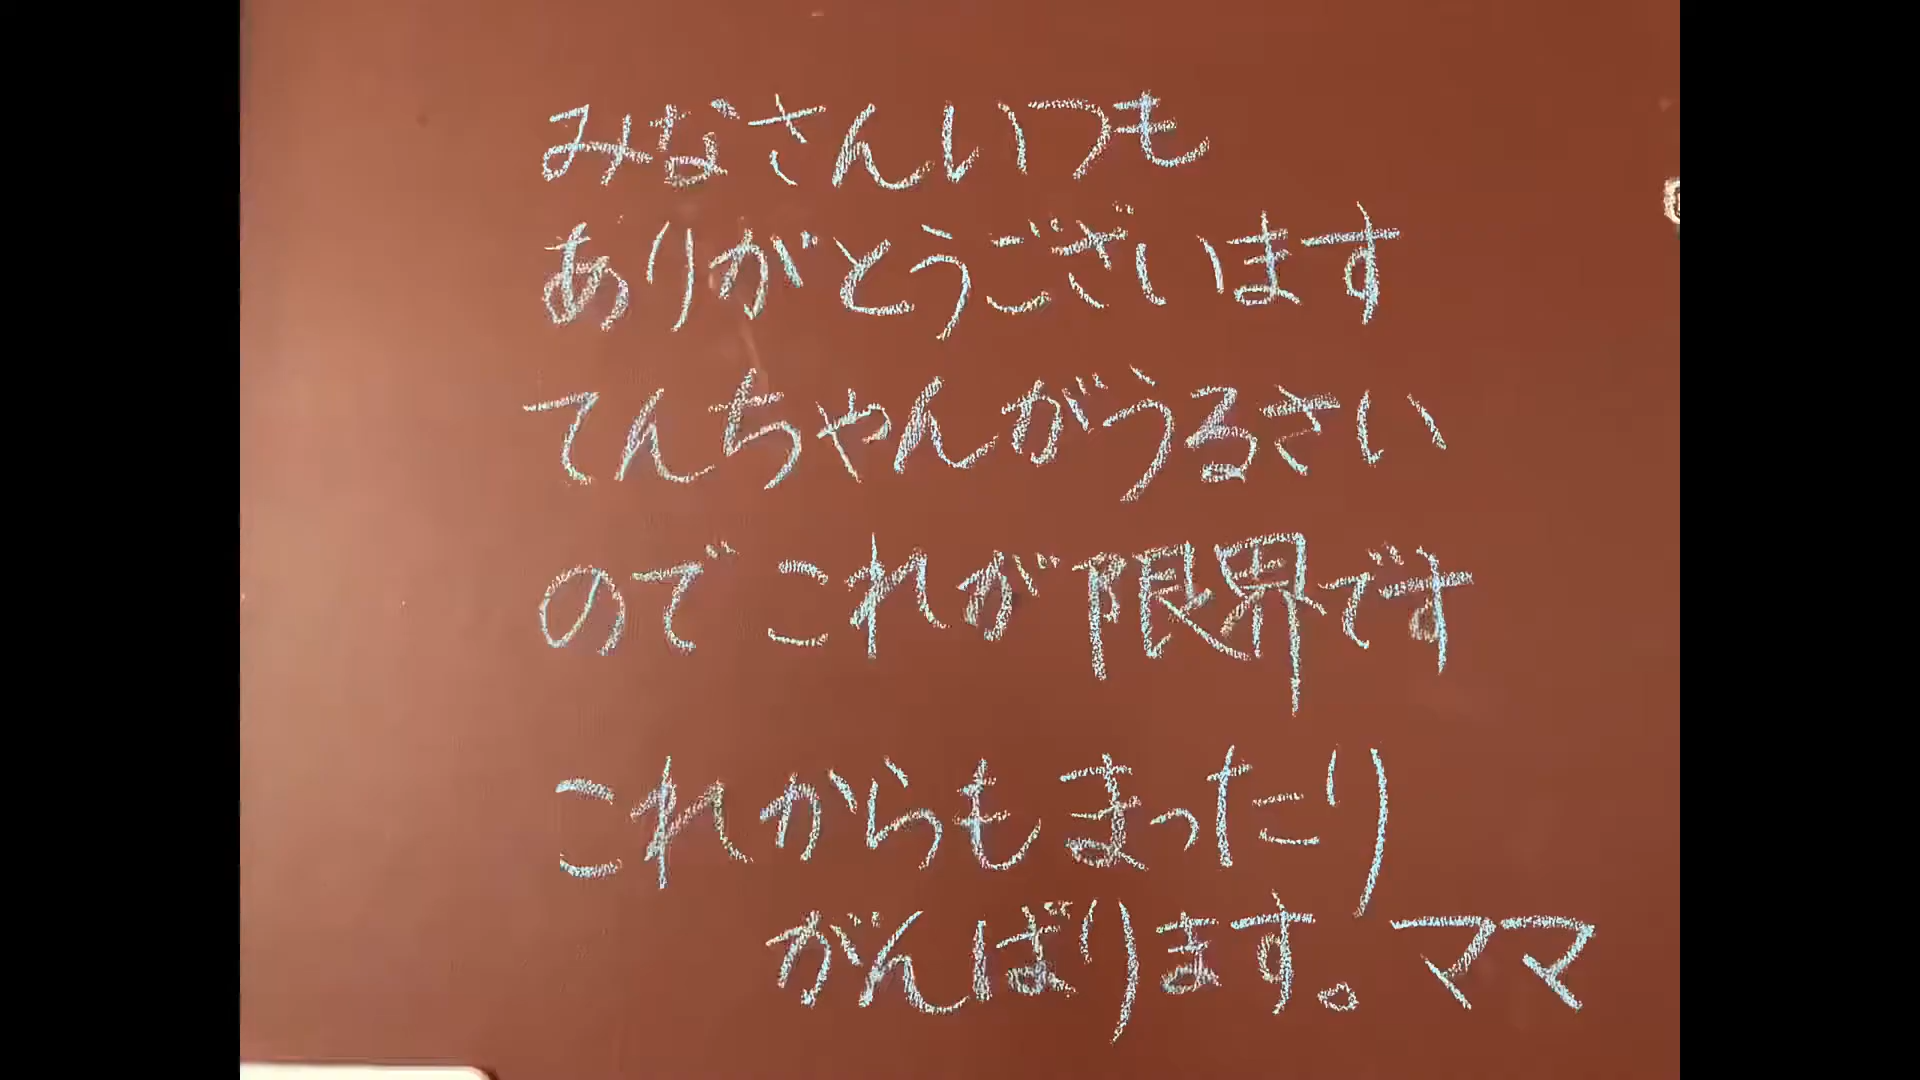 みなさんいつも
ありがとうございます
てんちゃんがうるさい
のでこれが限界です
これからもまったり
がんばります。ママ